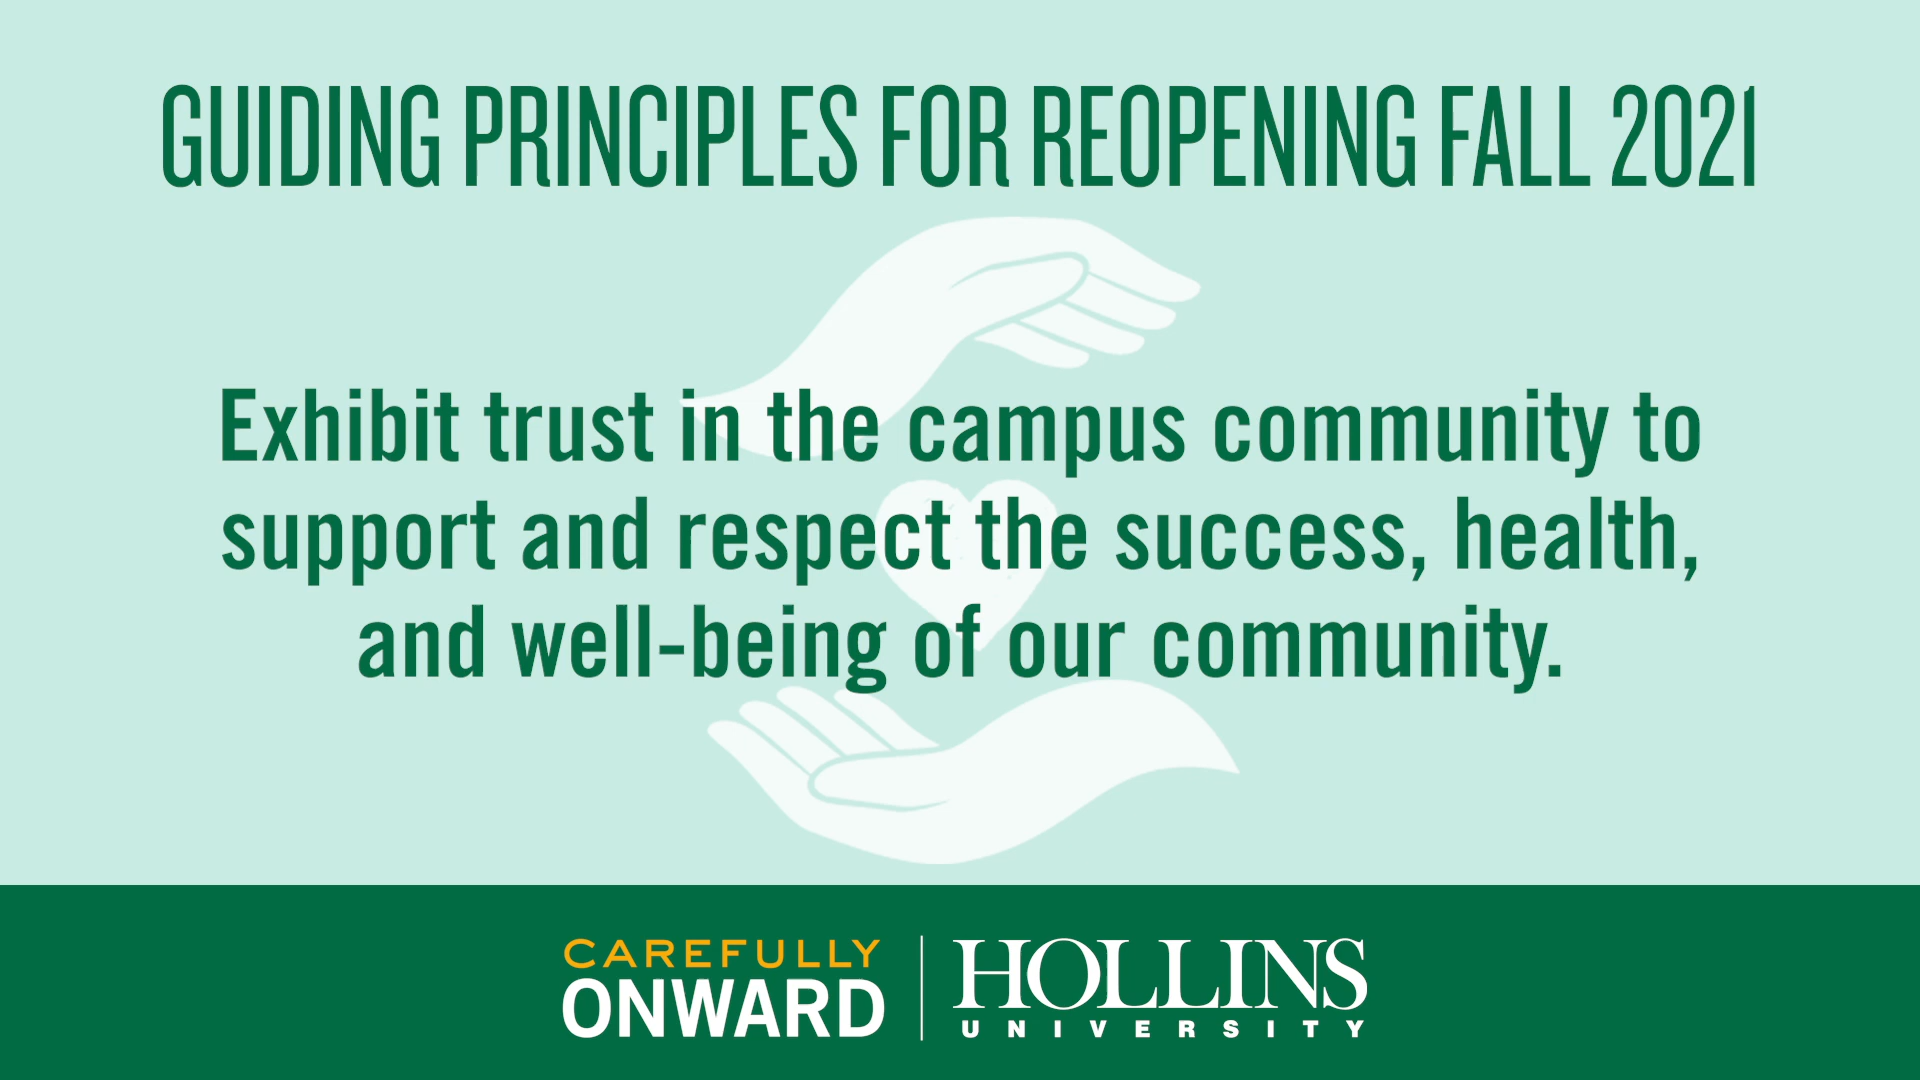 GUIDING PRINCIPLES FOR REOPENING FALL 2021
Exhibit trust in the campus community to
support and respect the success, health,
and well-being of our community.
CAREFULLY
ONWARD
HOLLINS
UNIVERSITY